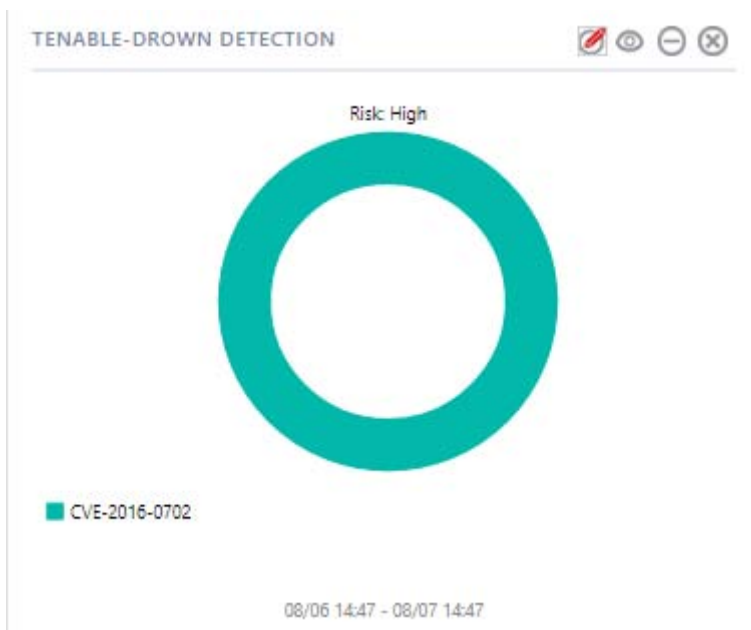 TENABLE-DROWN DETECTION
Risk: High
CVE-2016-0702
08/06 14:47 - 08/07 14:47